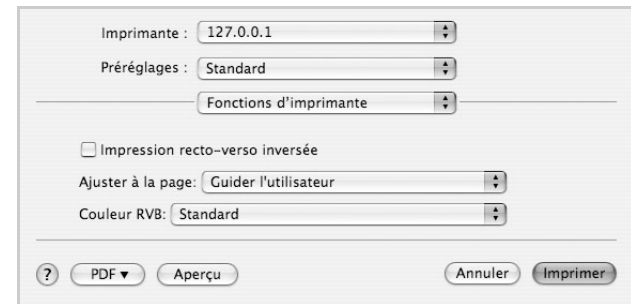 Imprimante : 127.0.0.1
Préréglages : Standard
Fonctions d'imprimante
Impression recto-verso inversée
Ajuster à la page: Guider l'utilisateur
Couleur RVB: Standard
? PDF ▼ Aperçu Annuler Imprimer